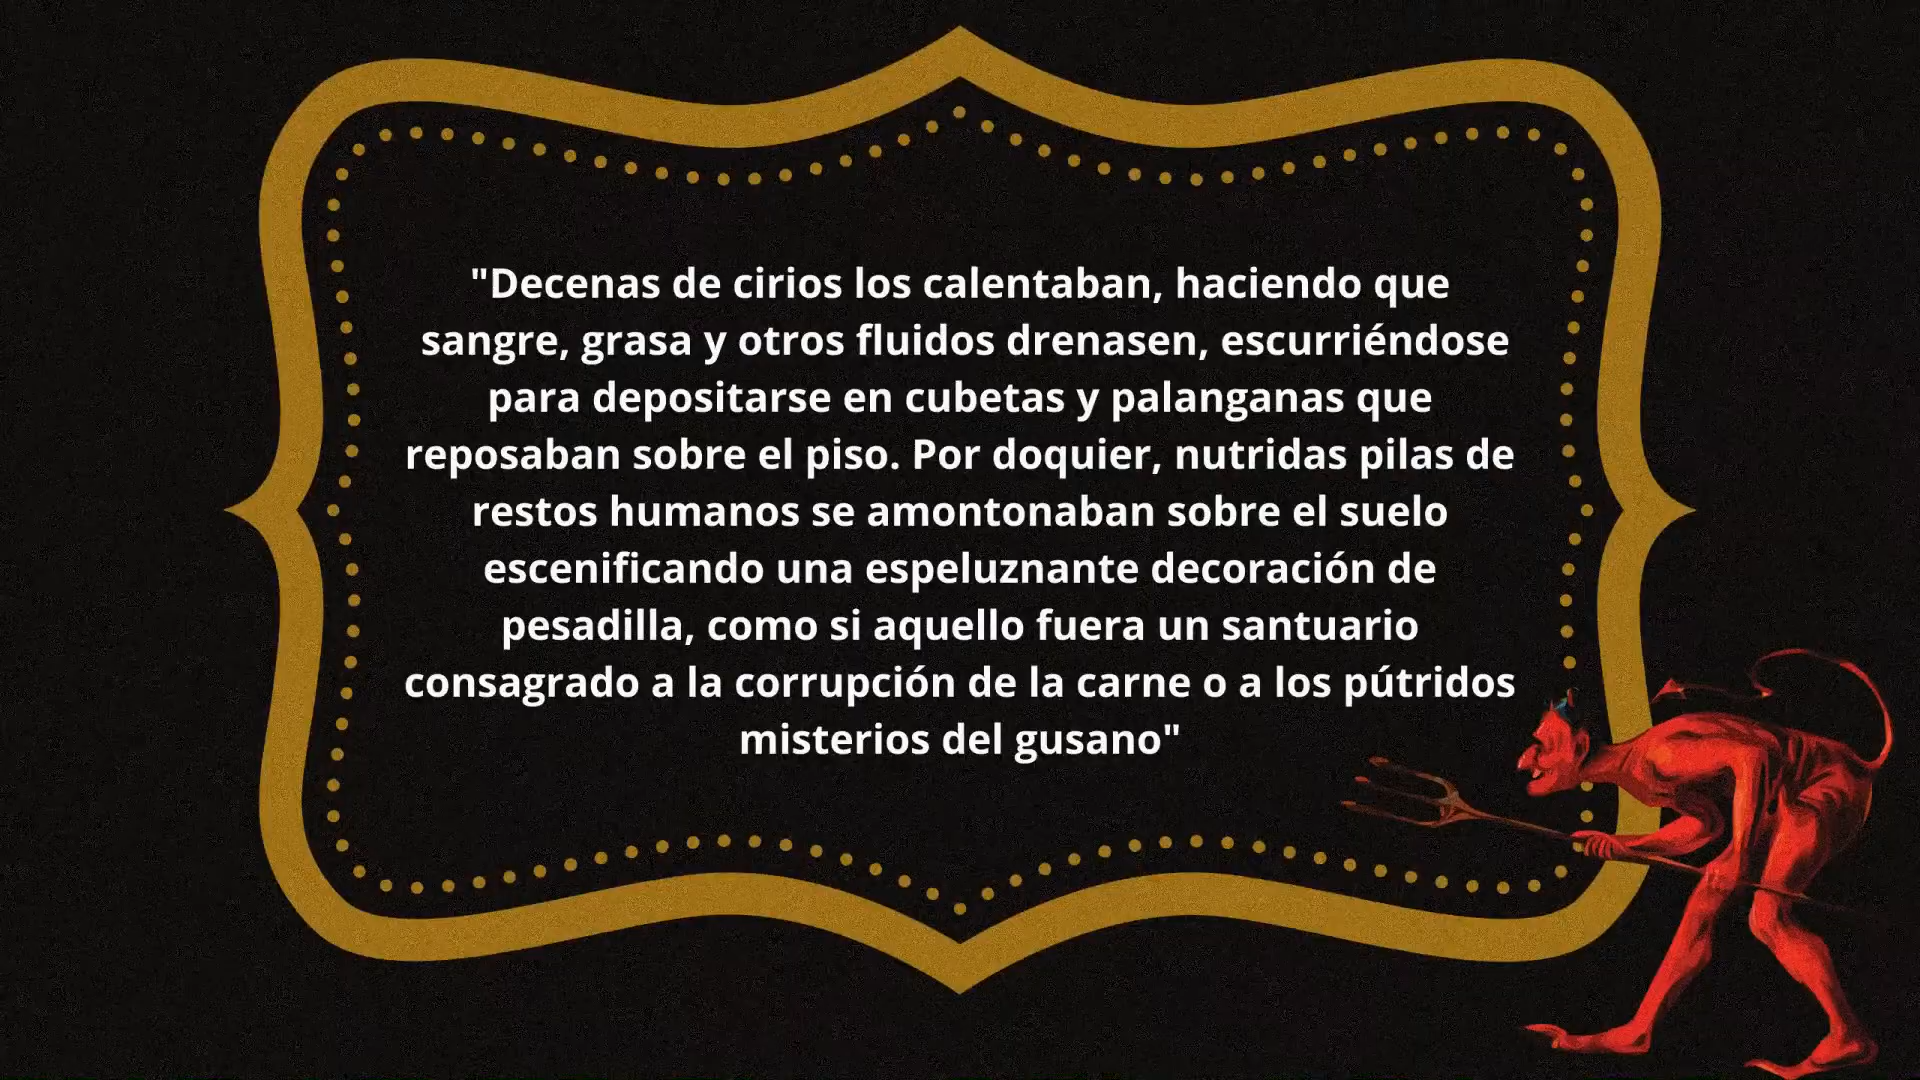 "Decenas de cirios los calentaban, haciendo que
sangre, grasa y otros fluidos drenasen, escurriéndose
para depositarse en cubetas y palanganas que
reposaban sobre el piso. Por doquier, nutridas pilas de
restos humanos se amontonaban sobre el suelo
escenificando una espeluznante decoración de
pesadilla, como si aquello fuera un santuario
consagrado a la corrupción de la carne o a los pútridos
misterios del gusano"